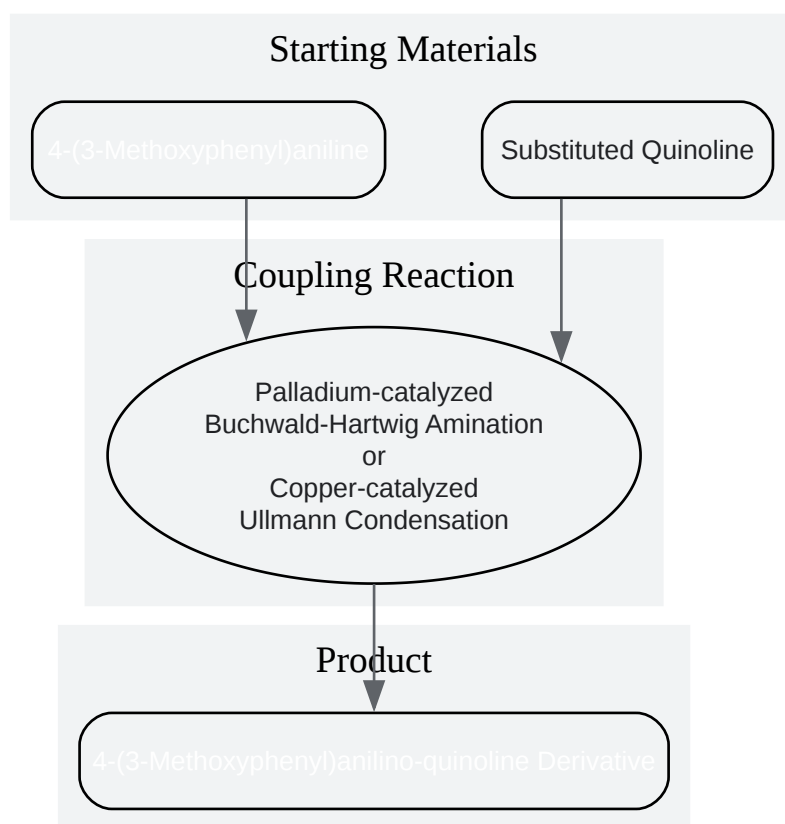 Starting Materials
4-(3-Methoxyphenyl)aniline
Substituted Quinoline
Coupling Reaction
Palladium-catalyzed
Buchwald-Hartwig Amination
or
Copper-catalyzed
Ullmann Condensation
Product
4-(3-Methoxyphenyl)anilino-quinoline Derivative